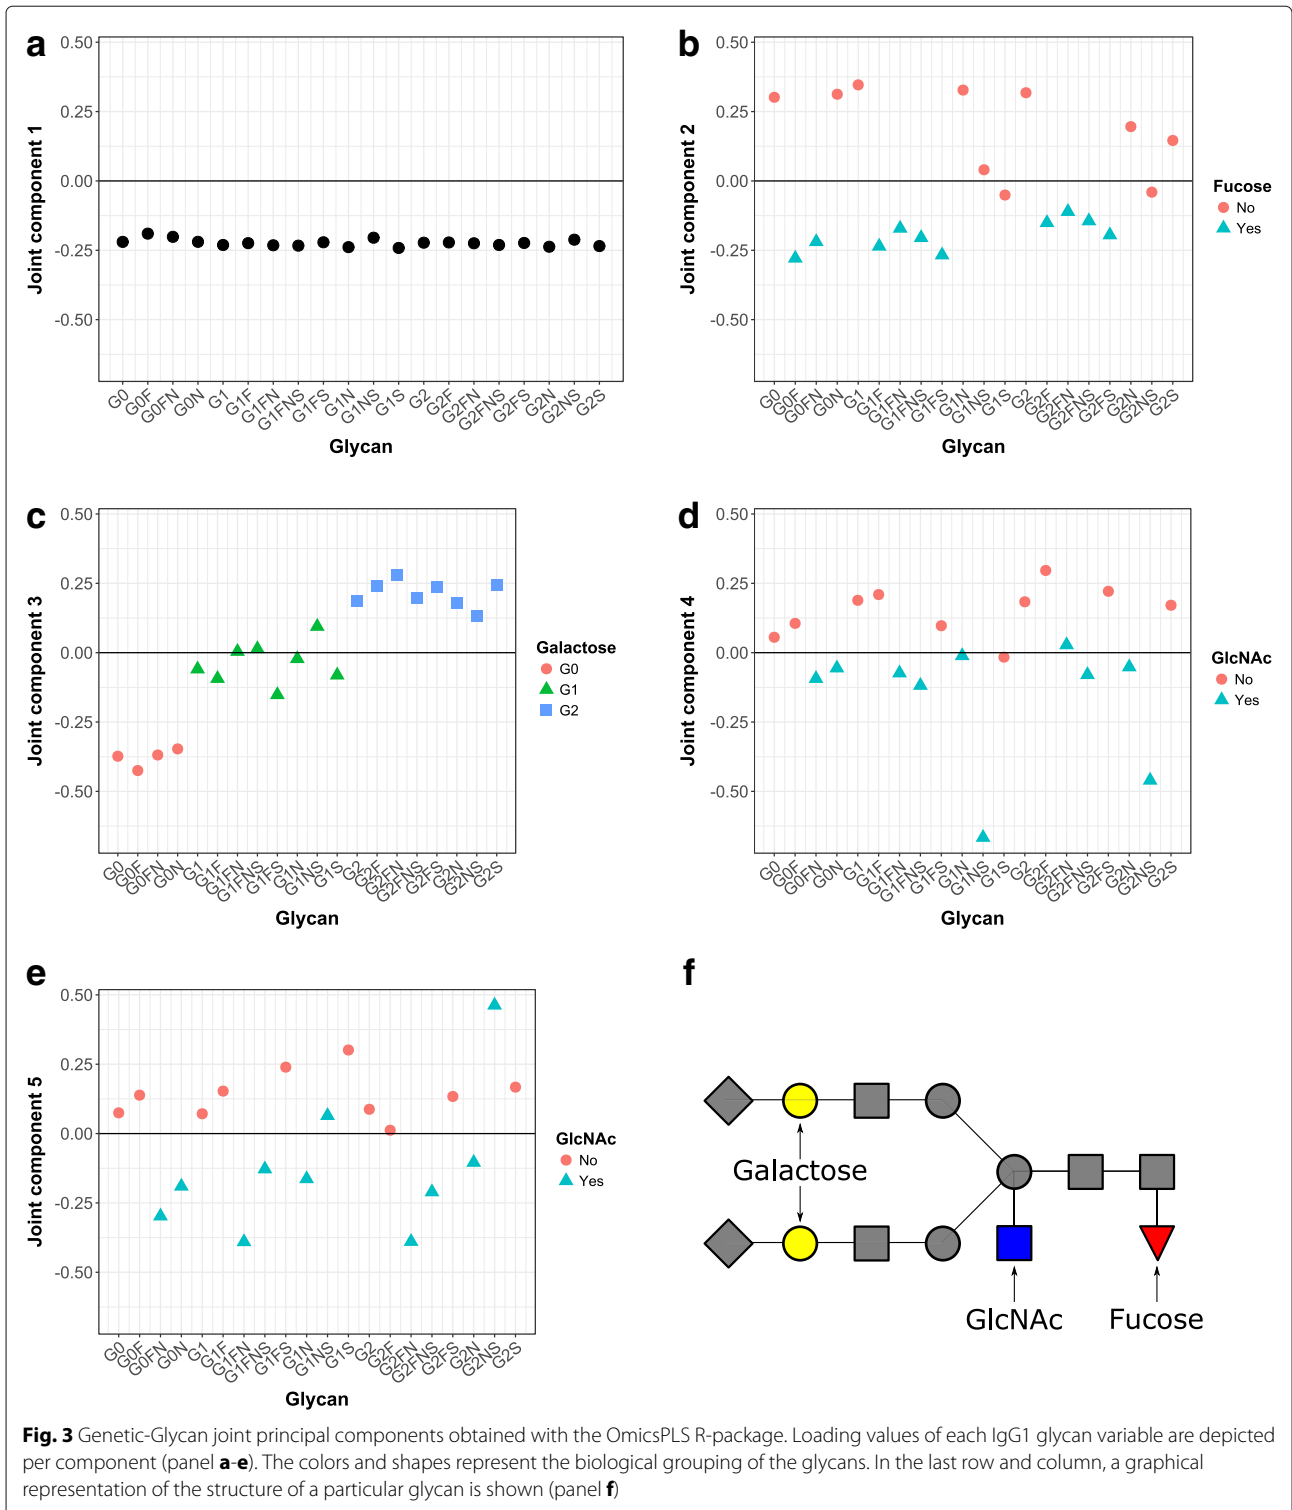 a
0.50
0.25
0.00
-0.25
-0.50
Joint component 1
G0 G0F G0FN G0N G1 G1F G1FN G1FNS G1FS G1N G1NS G1S G2 G2F G2FN G2FNS G2FS G2N G2NS G2S
Glycan
b
0.50
0.25
0.00
-0.25
-0.50
Joint component 2
G0 G0F G0FN G0N G1 G1F G1FN G1FNS G1FS G1N G1NS G1S G2 G2F G2FN G2FNS G2FS G2N G2NS G2S
Glycan
Fucose
No
Yes
c
0.50
0.25
0.00
-0.25
-0.50
Joint component 3
G0 G0F G0FN G0N G1 G1F G1FN G1FNS G1FS G1N G1NS G1S G2 G2F G2FN G2FNS G2FS G2N G2NS G2S
Glycan
Galactose
G0
G1
G2
d
0.50
0.25
0.00
-0.25
-0.50
Joint component 4
G0 G0F G0FN G0N G1 G1F G1FN G1FNS G1FS G1N G1NS G1S G2 G2F G2FN G2FNS G2FS G2N G2NS G2S
Glycan
GlcNAc
No
Yes
e
0.50
0.25
0.00
-0.25
-0.50
Joint component 5
G0 G0F G0FN G0N G1 G1F G1FN G1FNS G1FS G1N G1NS G1S G2 G2F G2FN G2FNS G2FS G2N G2NS G2S
Glycan
GlcNAc
No
Yes
f
Galactose
GlcNAc
Fucose
Fig. 3 Genetic-Glycan joint principal components obtained with the OmicsPLS R-package. Loading values of each IgG1 glycan variable are depicted
per component (panel a-e). The colors and shapes represent the biological grouping of the glycans. In the last row and column, a graphical
representation of the structure of a particular glycan is shown (panel f)